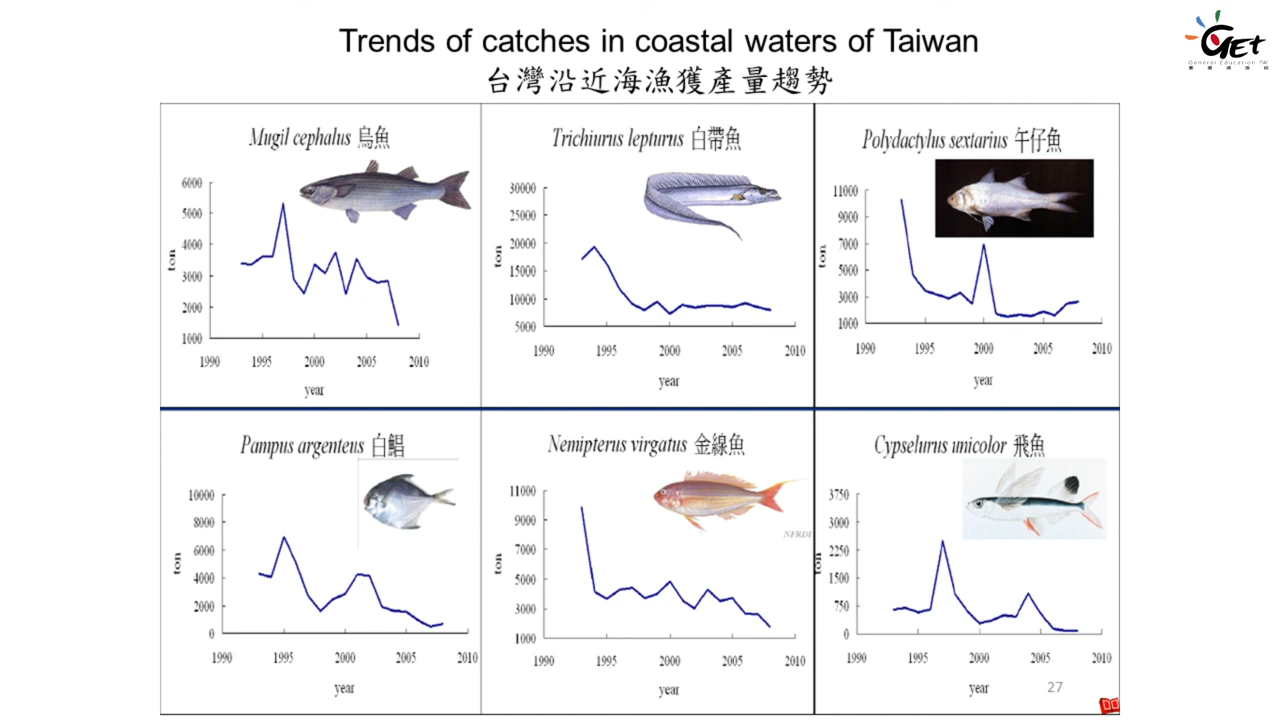 Trends of catches in coastal waters of Taiwan
台灣沿近海漁獲產量趨勢
GET
General Education TW
Mugil cephalus 烏魚
6000
5000
4000
3000
2000
1000
ton
1990 1995 2000 2005 2010
year
Trichiurus lepturus 白帶魚
30000
25000
20000
15000
10000
5000
ton
1990 1995 2000 2005 2010
year
Polydactylus sextarius 午仔魚
11000
9000
7000
5000
3000
1000
ton
1990 1995 2000 2005 2010
year
Pampus argenteus 白鯧
10000
8000
6000
4000
2000
0
ton
1990 1995 2000 2005 2010
year
Nemipterus virgatus 金線魚
NFRDI
11000
9000
7000
5000
3000
1000
ton
1990 1995 2000 2005 2010
year
Cypselurus unicolor 飛魚
3750
3000
2250
1500
750
0
ton
1990 1995 2000 2005 2010
year
27